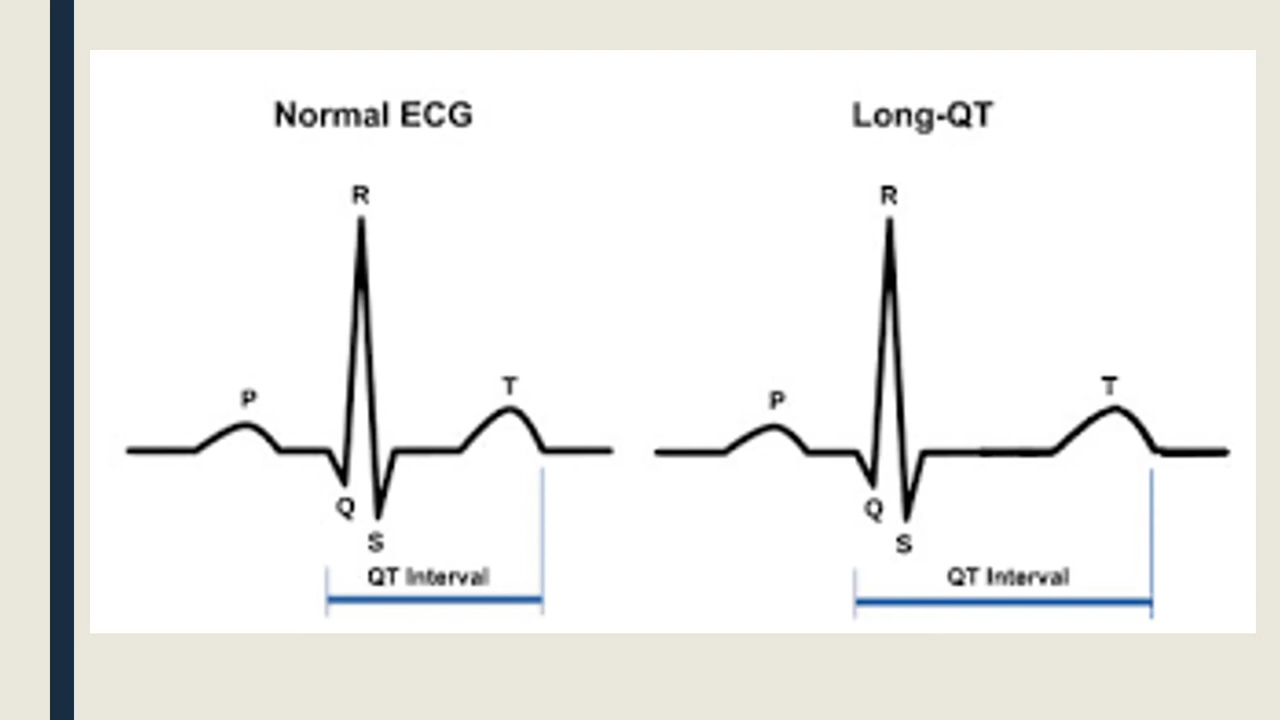 Normal ECG
R
P
T
Q
S
QT Interval
Long-QT
R
P
T
Q
S
QT Interval